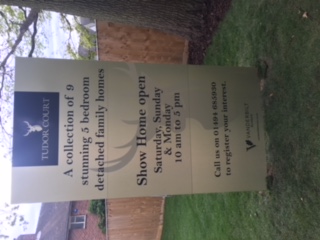 TUDOR COURT
A collection of 9
stunning 5 bedroom
detached family homes
Show Home open
Saturday, Sunday
& Monday
10 am to 5 pm
Call us on 01494
to register your interest.